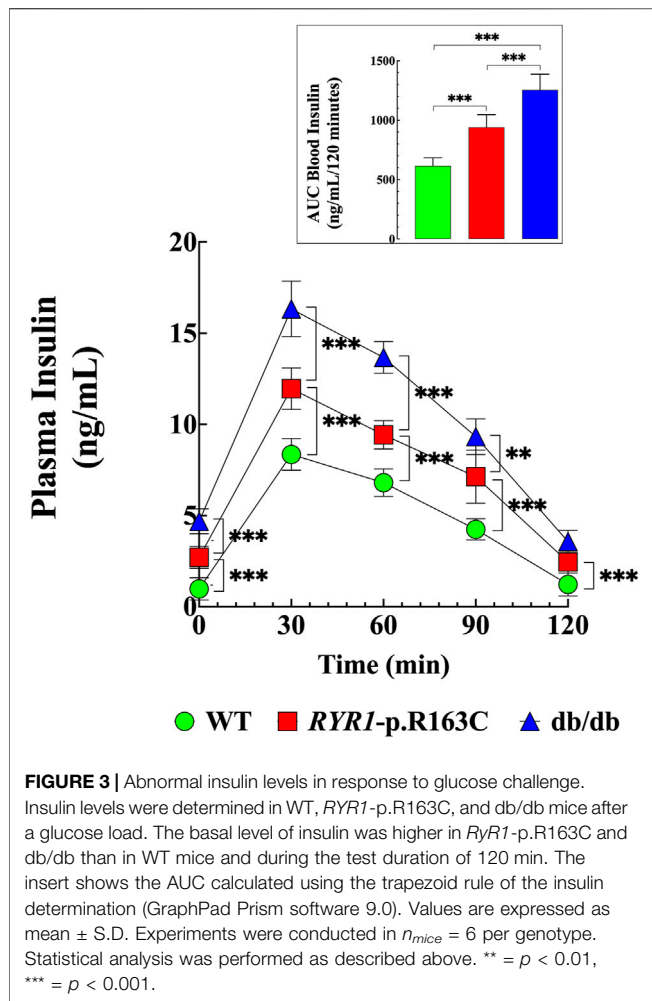 ***
***
***
1500
1000
500
0
AUC Blood Insulin
(ng/mL/120 minutes)
20
15
10
5
0
Plasma Insulin
(ng/mL)
***
***
***
***
**
***
***
***
***
0 30 60 90 120
Time (min)
WT RYR1-p.R163C db/db
FIGURE 3 | Abnormal insulin levels in response to glucose challenge.
Insulin levels were determined in WT, RYR1-p.R163C, and db/db mice after
a glucose load. The basal level of insulin was higher in RyR1-p.R163C and
db/db than in WT mice and during the test duration of 120 min. The
insert shows the AUC calculated using the trapezoid rule of the insulin
determination (GraphPad Prism software 9.0). Values are expressed as
mean ± S.D. Experiments were conducted in nmice = 6 per genotype.
Statistical analysis was performed as described above. ** = p < 0.01,
*** = p < 0.001.